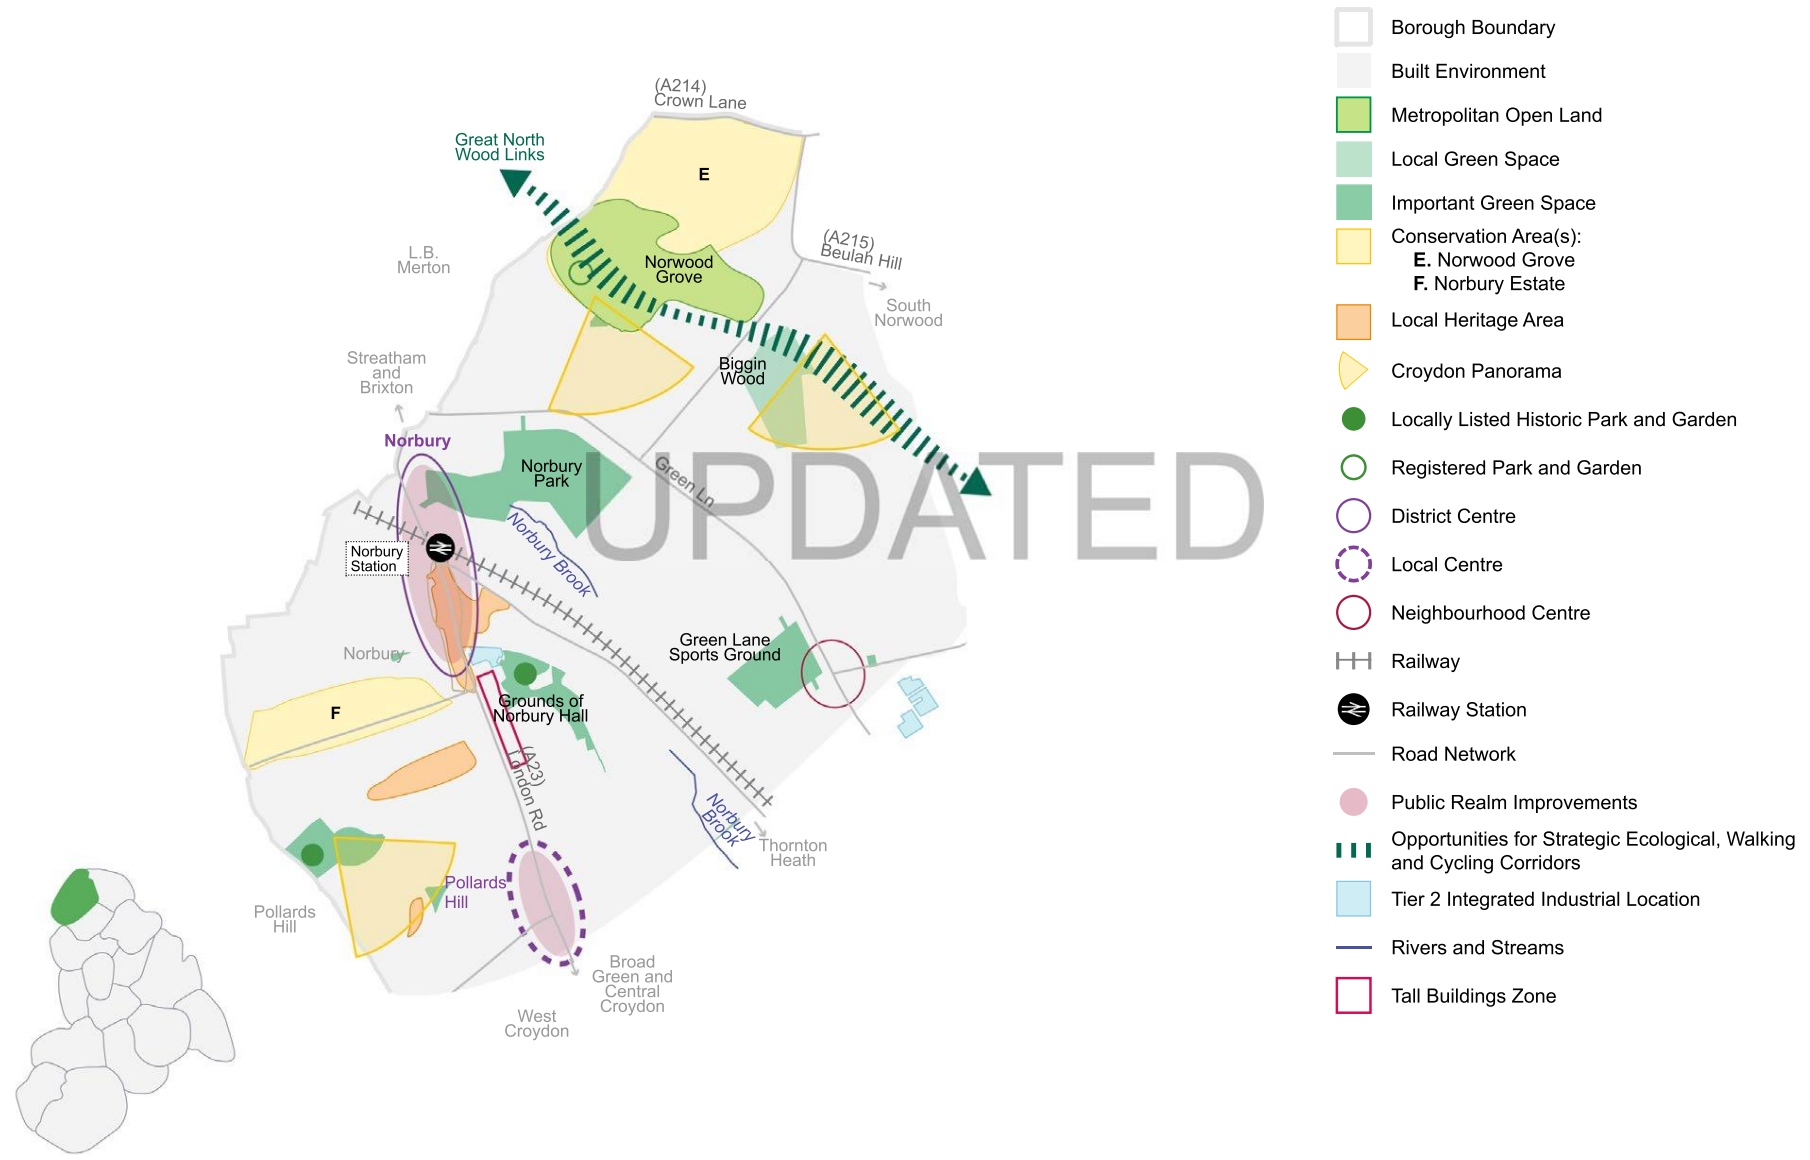 (A214)
Crown Lane
Great North
Wood Links
E
(A215)
Beulah Hill
L.B.
Merton
Norwood
Grove
South
Norwood
Streatham
and
Brixton
Biggin
Wood
Norbury
Norbury
Park
Green Ln
UPDATED
Norbury Brook
Norbury
Station
Green Lane
Sports Ground
Norbury
Grounds of
Norbury Hall
F
(A23)
London Rd
Norbury
Brook
Thornton
Heath
Pollards
Hill
Pollards
Hill
Broad
Green and
Central
Croydon
West
Croydon
Borough Boundary
Built Environment
Metropolitan Open Land
Local Green Space
Important Green Space
Conservation Area(s):
E. Norwood Grove
F. Norbury Estate
Local Heritage Area
Croydon Panorama
Locally Listed Historic Park and Garden
Registered Park and Garden
District Centre
Local Centre
Neighbourhood Centre
Railway
Railway Station
Road Network
Public Realm Improvements
Opportunities for Strategic Ecological, Walking
and Cycling Corridors
Tier 2 Integrated Industrial Location
Rivers and Streams
Tall Buildings Zone